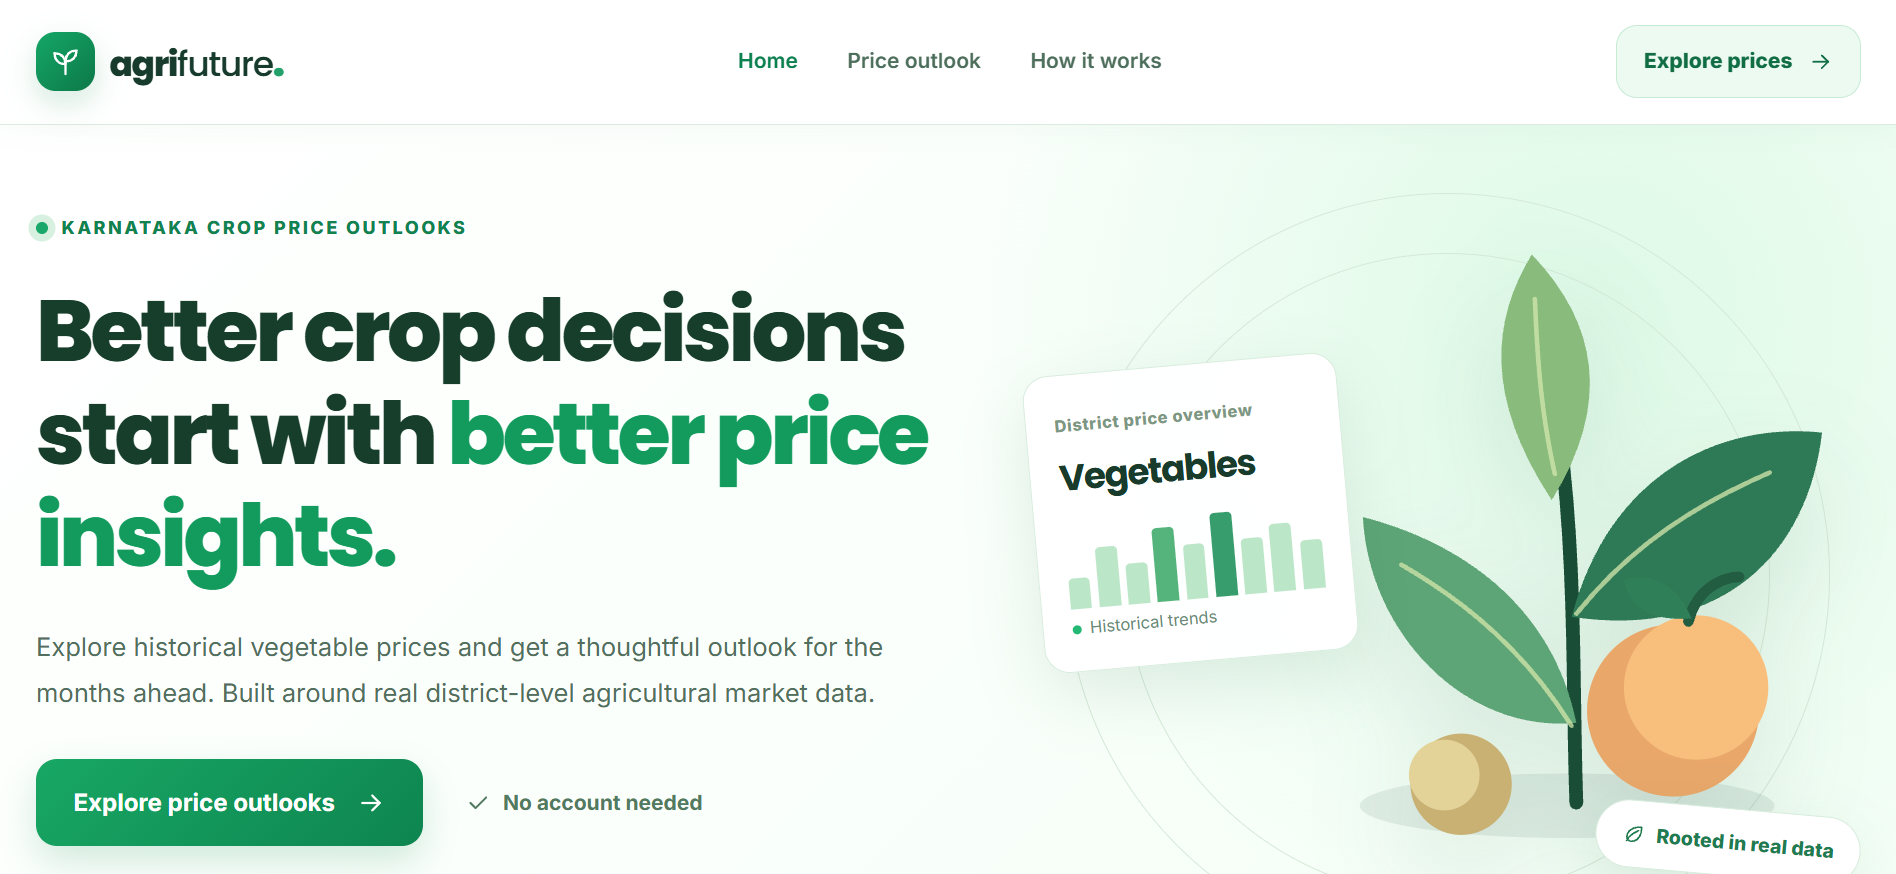 agrifuture.
Home
Price outlook
How it works
Explore prices
KARNATAKA CROP PRICE OUTLOOKS
Better crop decisions
start with better price
insights.
Explore historical vegetable prices and get a thoughtful outlook for the
months ahead. Built around real district-level agricultural market data.
Explore price outlooks
No account needed
District price overview
Vegetables
Historical trends
Rooted in real data